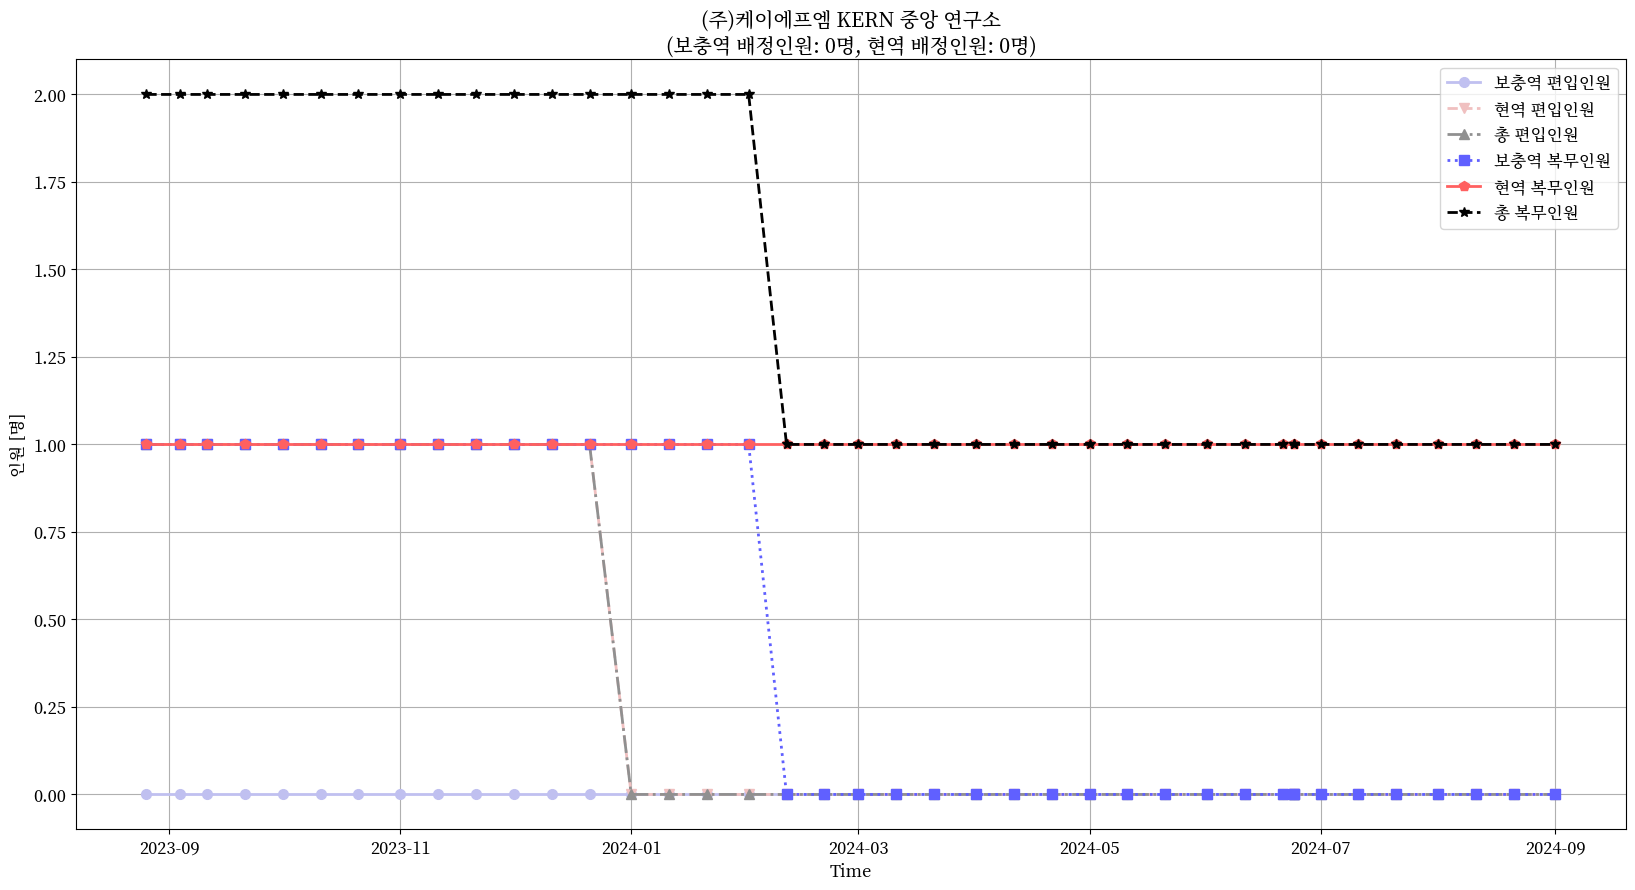 (주)케이에프엠 KERN 중앙 연구소
(보충역 배정인원: 0명, 현역 배정인원: 0명)
보충역 편입인원
현역 편입인원
총 편입인원
보충역 복무인원
현역 복무인원
총 복무인원
인원 [명]
2.00
1.75
1.50
1.25
1.00
0.75
0.50
0.25
0.00
2023-09
2023-11
2024-01
2024-03
2024-05
2024-07
2024-09
Time